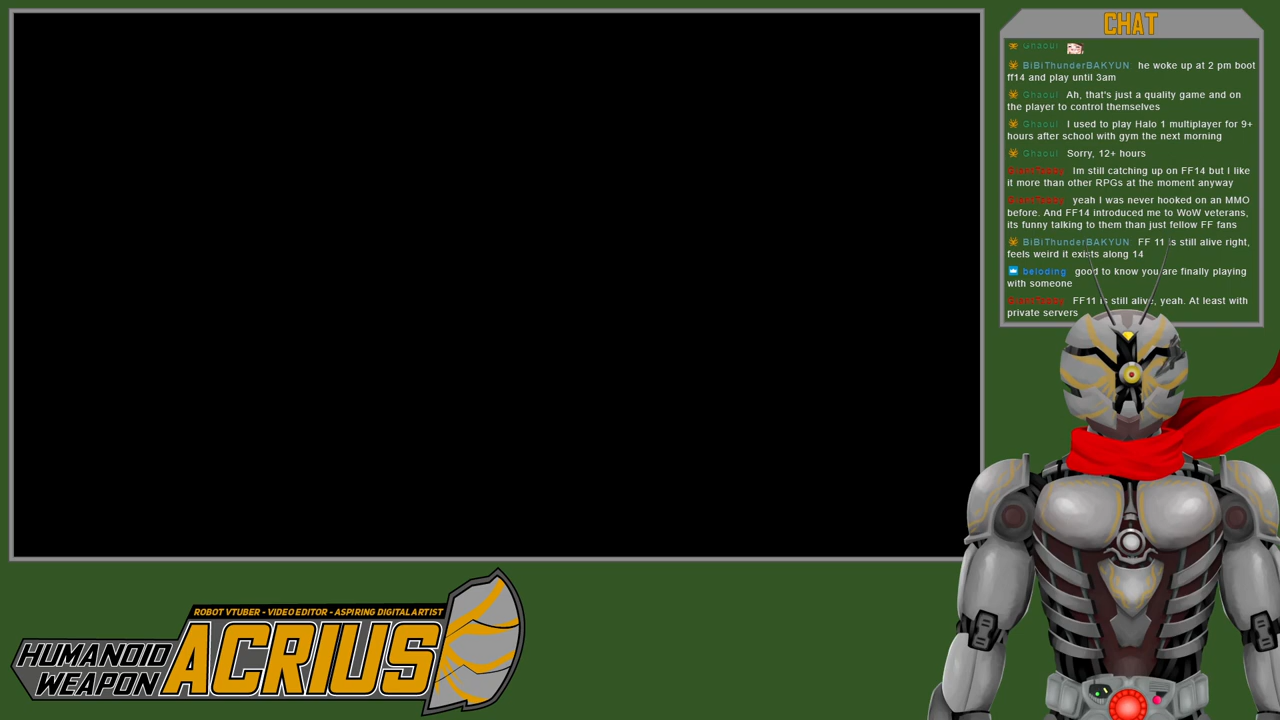 CHAT
Ghaoul
BiBiThunderBAKYUN he woke up at 2 pm boot
ff14 and play until 3am
Ghaoul Ah, that's just a quality game and on
the player to control themselves
Ghaoul I used to play Halo 1 multiplayer for 9+
hours after school with gym the next morning
Ghaoul Sorry, 12+ hours
Im still catching up on FF14 but I like
it more than other RPGs at the moment anyway
yeah I was never hooked on an MMO
before. And FF14 introduced me to WoW veterans,
its funny talking to them than just fellow FF fans
BiBiThunderBAKYUN FF 11 is still alive right,
feels weird it exists along 14
beloding good to know you are finally playing
with someone
FF11 is still alive, yeah. At least with
private servers
ROBOT VTUBER - VIDEO EDITOR - ASPIRING DIGITAL ARTIST
HUMANOID
WEAPON
ACRIUS